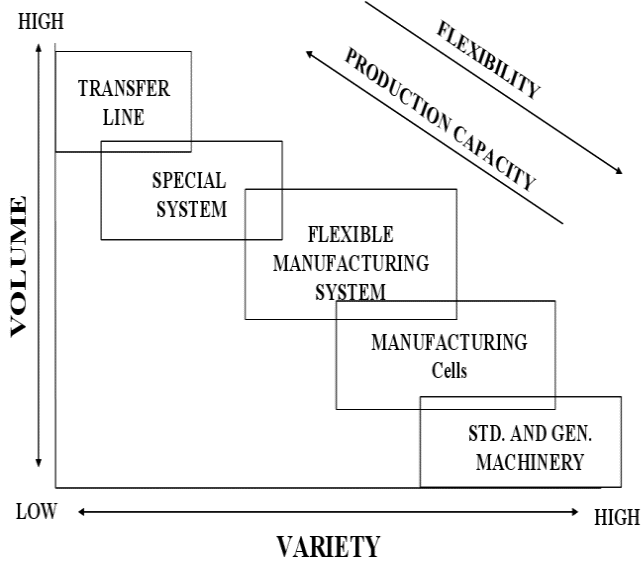 HIGH
FLEXIBILITY
PRODUCTION CAPACITY
TRANSFER
LINE
SPECIAL
SYSTEM
FLEXIBLE
MANUFACTURING
SYSTEM
MANUFACTURING
Cells
STD. AND GEN.
MACHINERY
VOLUME
LOW
HIGH
VARIETY